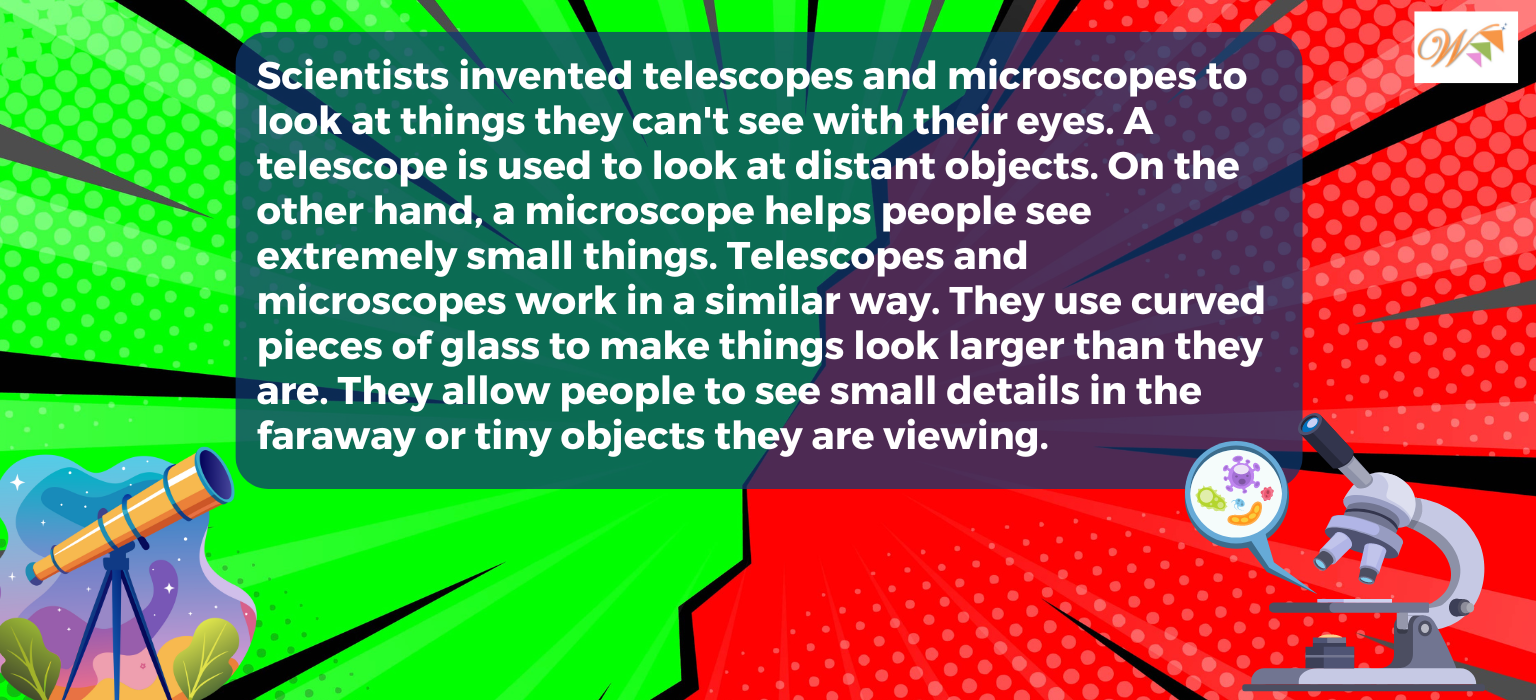 Scientists invented telescopes and microscopes to
look at things they can't see with their eyes. A
telescope is used to look at distant objects. On the
other hand, a microscope helps people see
extremely small things. Telescopes and
microscopes work in a similar way. They use curved
pieces of glass to make things look larger than they
are. They allow people to see small details in the
faraway or tiny objects they are viewing.
W